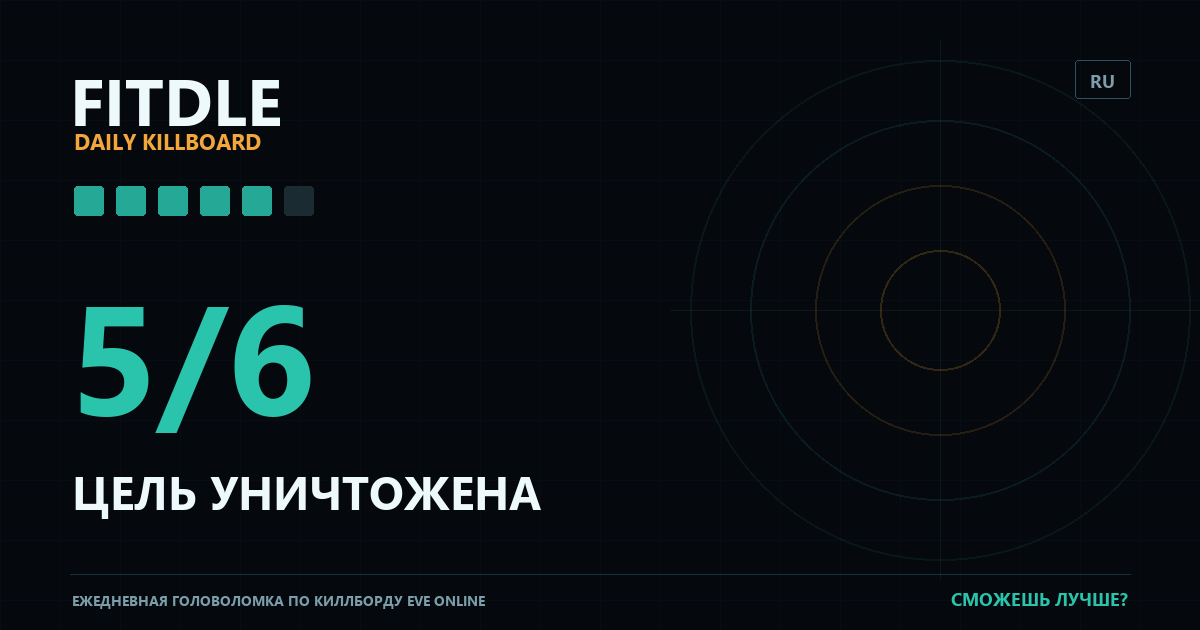 FITDLE
RU
DAILY KILLBOARD
5/6
ЦЕЛЬ УНИЧТОЖЕНА
ЕЖЕДНЕВНАЯ ГОЛОВОЛОМКА ПО КИЛЛБОРДУ EVE ONLINE
СМОЖЕШЬ ЛУЧШЕ?